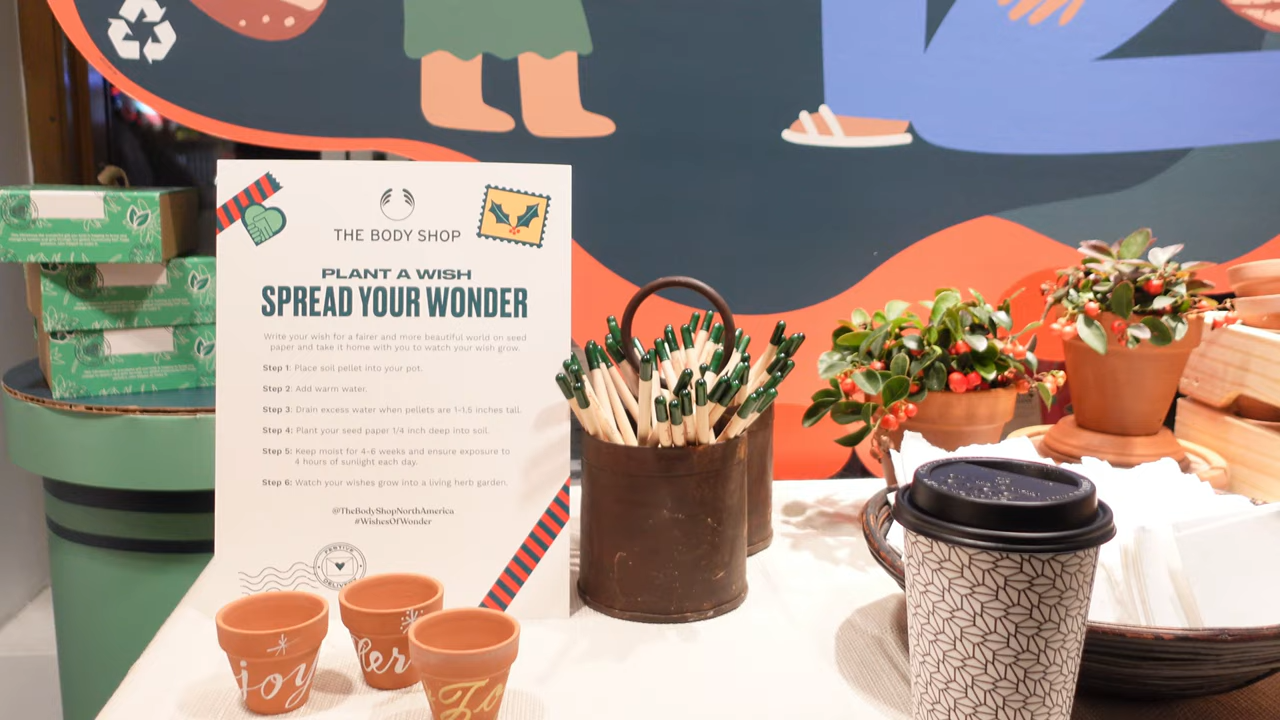 THE BODY SHOP
PLANT A WISH
SPREAD YOUR WONDER
Write your wish for a fairer and more beautiful world on seed
paper and take it home with you to watch your wish grow.
Step 1: Place soil pellet into your pot.
Step 2: Add warm water.
Step 3: Drain excess water when pellets are 1-1.5 inches tall.
Step 4: Plant your seed paper 1/4 inch deep into soil.
Step 5: Keep moist for 4-6 weeks and ensure exposure to
4 hours of sunlight each day.
Step 6: Watch your wishes grow into a living herb garden.
@TheBodyShopNorthAmerica
#WishesOfWonder
FESTIVE
DELIVERY
joy